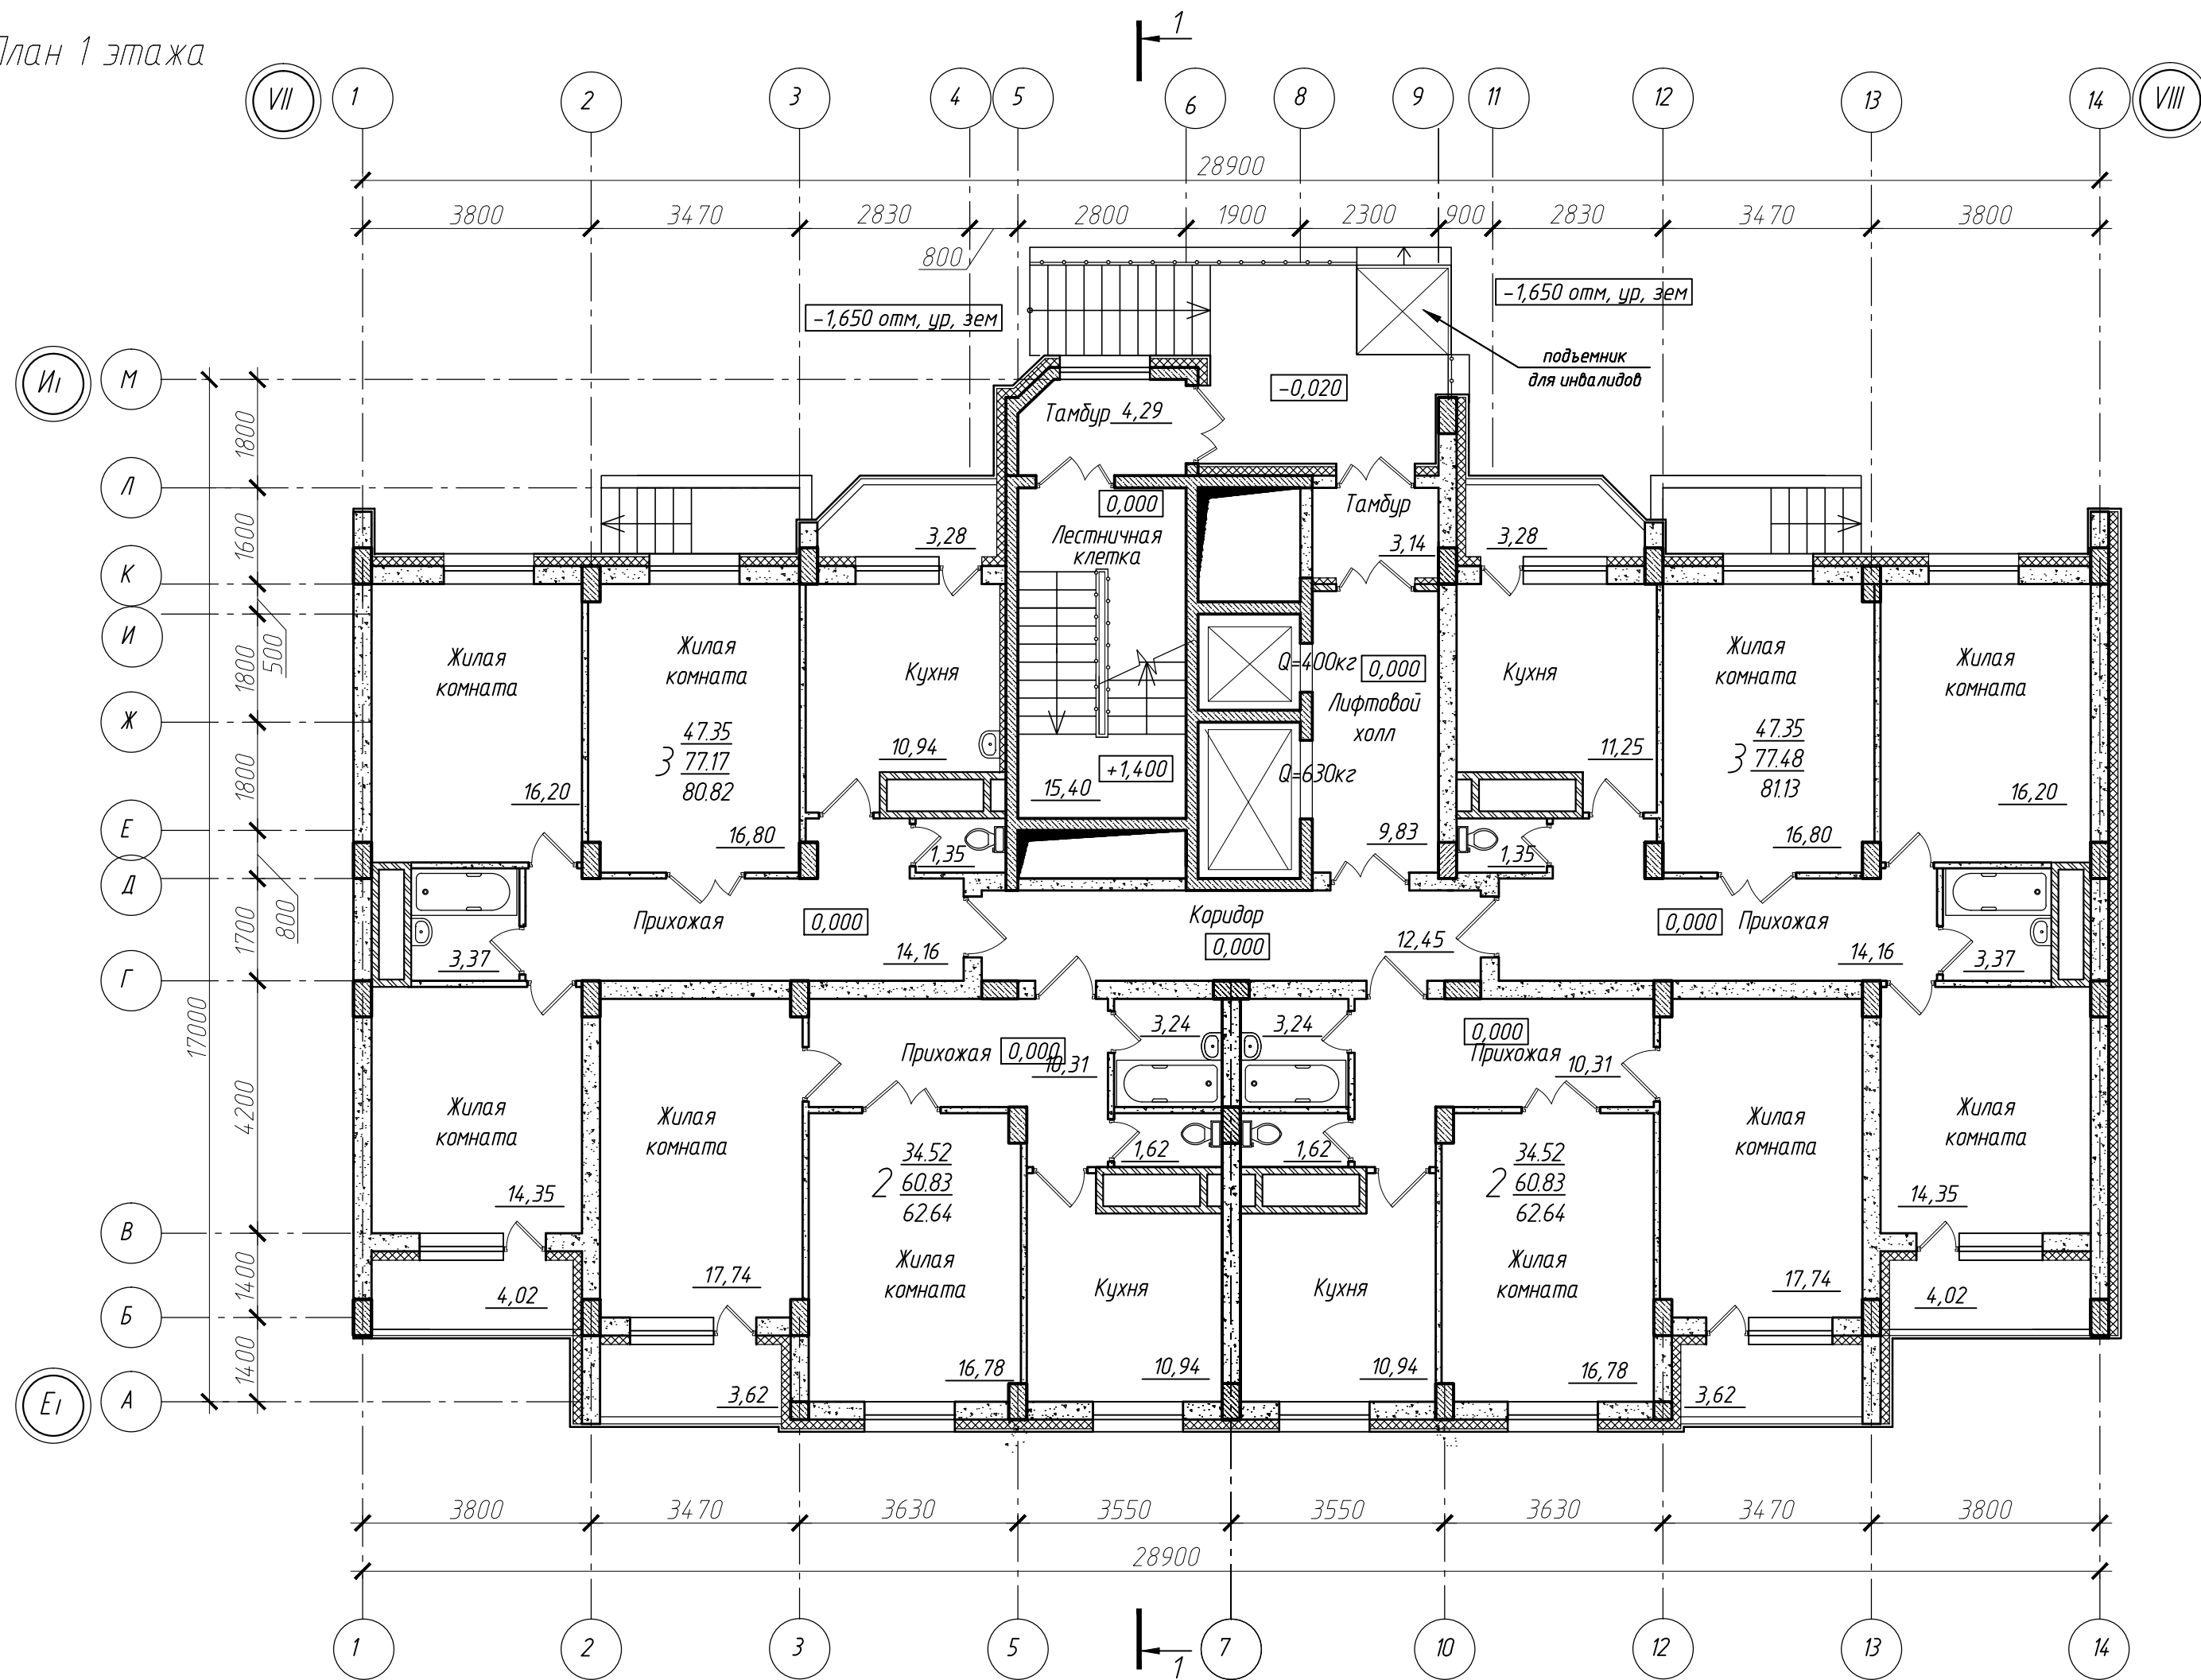 План 1 этажа
1
VII
1
2
3
4
5
6
8
9
11
12
13
14
VIII
28900
3800
3470
2830
2800
1900
2300
900
2830
3470
3800
800
-1,650 отм, ур, зем
-1,650 отм, ур, зем
подъемник
для инвалидов
-0,020
И₁
М
Л
К
И
Ж
Е
Д
Г
В
Б
А
Е₁
1800
1600
500
1800
1800
800
1700
4200
1400
1400
17000
Тамбур 4,29
0,000
Лестничная
клетка
Тамбур
3,14
3,28
3,28
Жилая
комната
16,20
Жилая
комната
3
47.35
77.17
80.82
16,80
Кухня
10,94
+1,400
15,40
Q=400кг
0,000
Лифтовой
холл
Q=630кг
9,83
Кухня
11,25
Жилая
комната
3
47.35
77.48
81.13
16,80
Жилая
комната
16,20
1,35
1,35
3,37
Прихожая
0,000
14,16
Коридор
0,000
12,45
0,000
Прихожая
14,16
3,37
Прихожая
0,000
10,31
3,24
3,24
0,000
Прихожая
10,31
Жилая
комната
14,35
Жилая
комната
17,74
2
34.52
60.83
62.64
Жилая
комната
16,78
1,62
1,62
2
34.52
60.83
62.64
Жилая
комната
16,78
Жилая
комната
17,74
Жилая
комната
14,35
4,02
3,62
Кухня
10,94
Кухня
10,94
3,62
4,02
3800
3470
3630
3550
3550
3630
3470
3800
28900
1
2
3
5
1
7
10
12
13
14